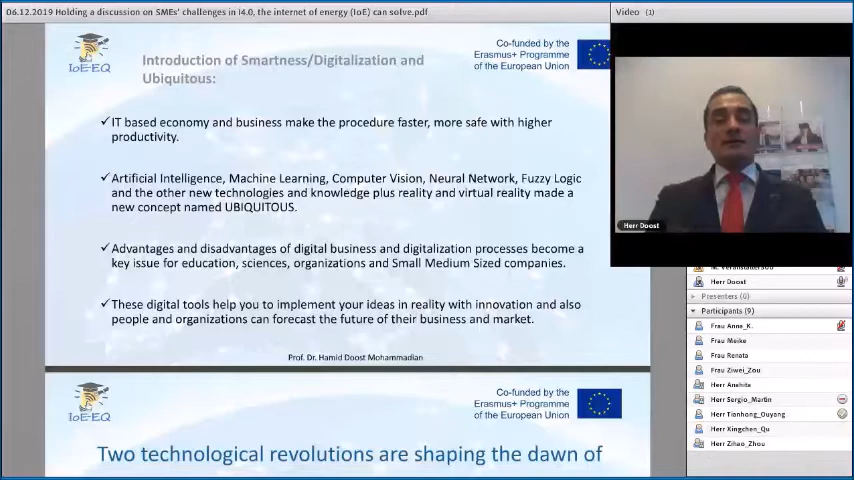 06.12.2019 Holding a discussion on SMEs' challenges in I4.0, the internet of energy (IoE) can solve.pdf
Video (1)
IoE-EQ
Introduction of Smartness/Digitalization and
Ubiquitous:
Co-funded by the
Erasmus+ Programme
of the European Union
✓IT based economy and business make the procedure faster, more safe with higher
productivity.
✓Artificial Intelligence, Machine Learning, Computer Vision, Neural Network, Fuzzy Logic
and the other new technologies and knowledge plus reality and virtual reality made a
new concept named UBIQUITOUS.
✓Advantages and disadvantages of digital business and digitalization processes become a
key issue for education, sciences, organizations and Small Medium Sized companies.
✓These digital tools help you to implement your ideas in reality with innovation and also
people and organizations can forecast the future of their business and market.
Prof. Dr. Hamid Doost Mohammadian
IoE-EQ
Co-funded by the
Erasmus+ Programme
of the European Union
Two technological revolutions are shaping the dawn of
Herr Doost
Herr Doost
Presenters (0)
Participants (9)
Frau Anna_K.
Frau Meike
Frau Renata
Frau Ziwei_Zou
Herr Anshita
Herr Sergio_Martin
Herr Tionhong_Ouyang
Herr Xingchen_Qu
Herr Zihao_Zhou